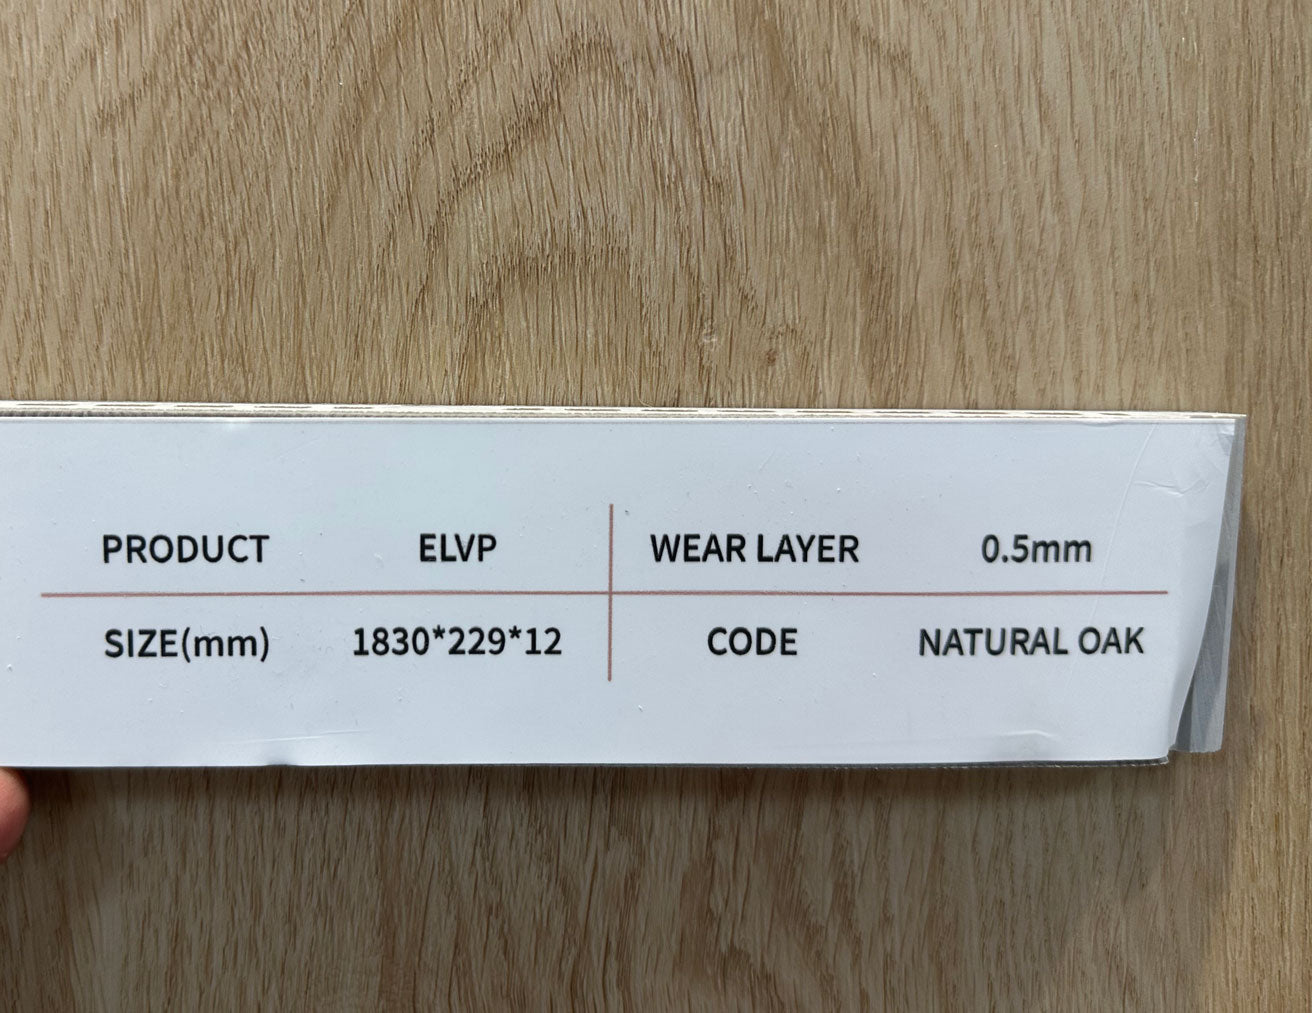 PRODUCT ELVP WEAR LAYER 0.5mm
SIZE(mm) 1830*229*12 CODE NATURAL OAK